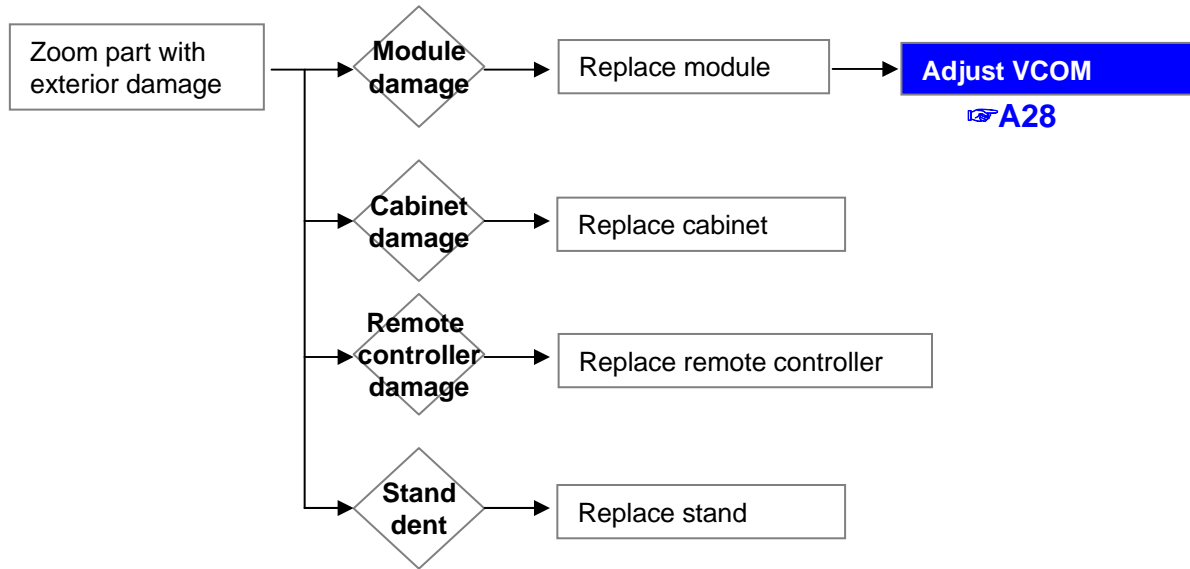 Zoom part with
exterior damage
Module
damage
Replace module
Adjust VCOM
☞A28
Cabinet
damage
Replace cabinet
Remote
controller
damage
Replace remote controller
Stand
dent
Replace stand